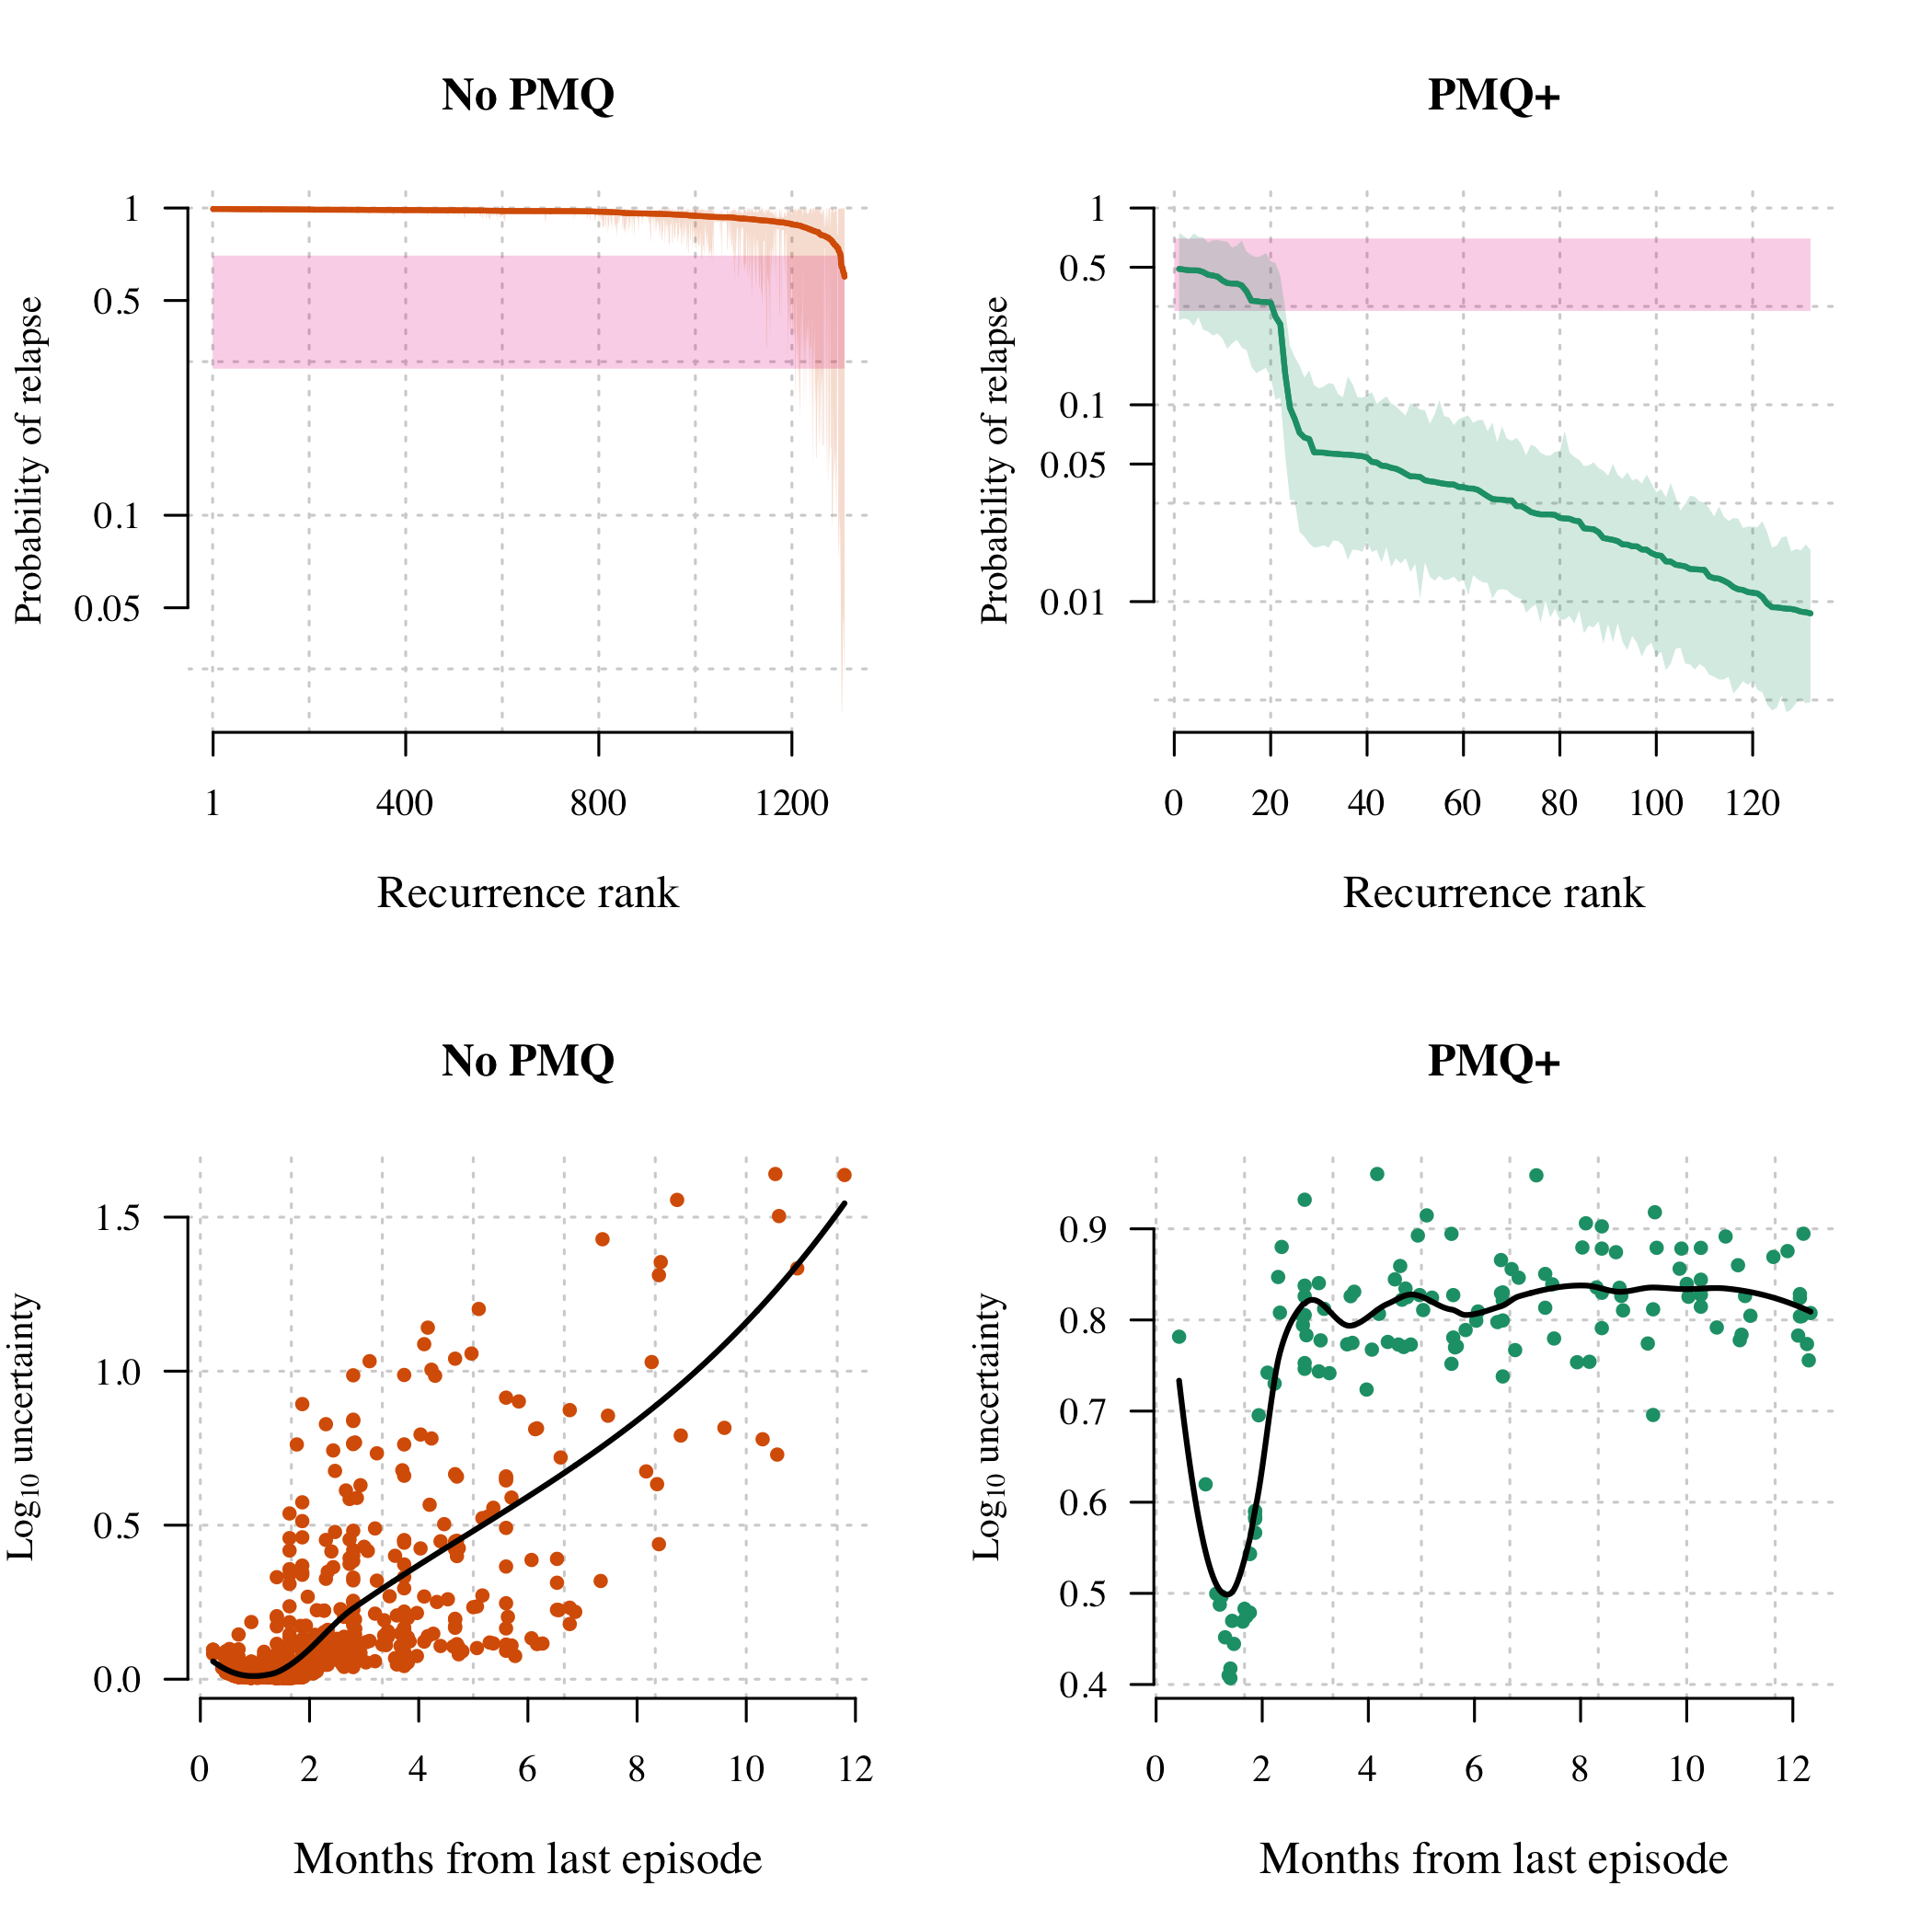 No PMQ
Probability of relapse
1
0.5
0.1
0.05
1 400 800 1200
Recurrence rank
PMQ+
Probability of relapse
1
0.5
0.1
0.05
0.01
0 20 40 60 80 100 120
Recurrence rank
No PMQ
Log10 uncertainty
1.5
1.0
0.5
0.0
0 2 4 6 8 10 12
Months from last episode
PMQ+
Log10 uncertainty
0.9
0.8
0.7
0.6
0.5
0.4
0 2 4 6 8 10 12
Months from last episode